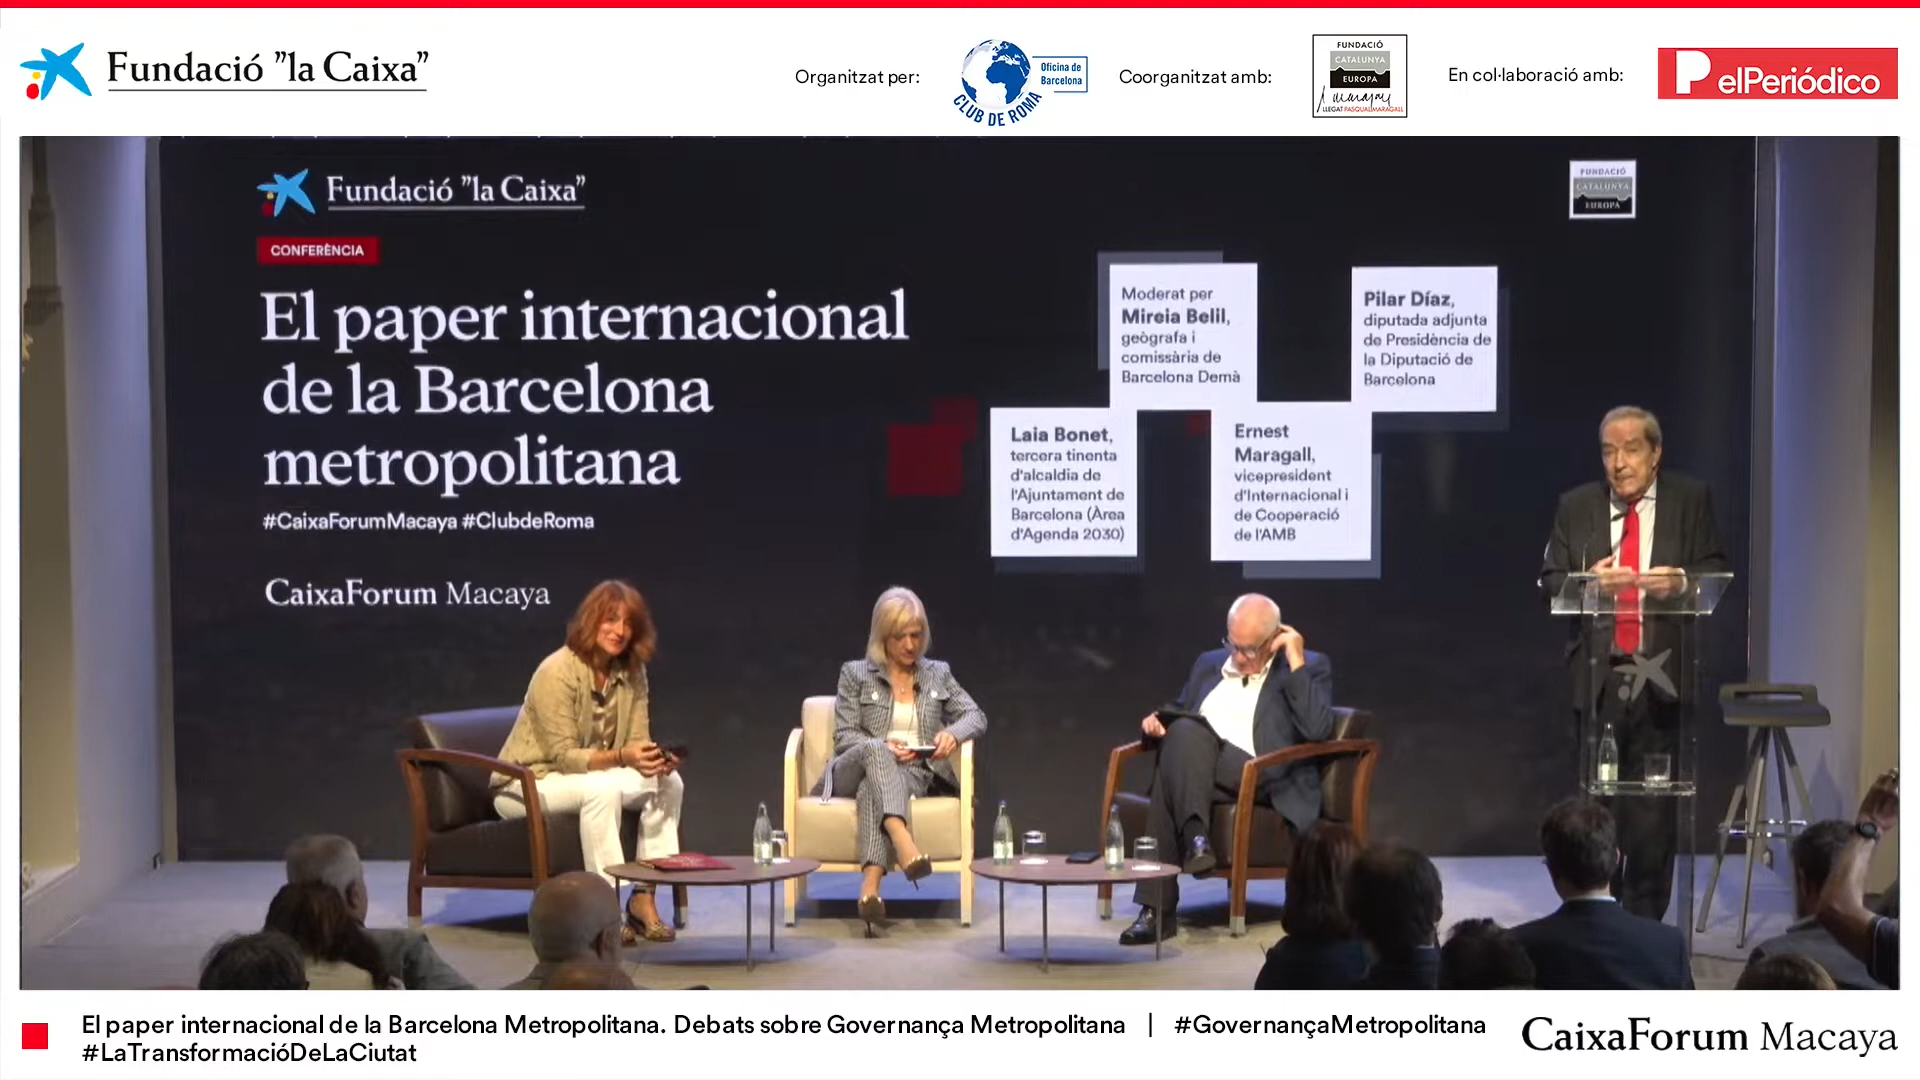 Fundació "la Caixa"
Organitzat per:
CLUB DE ROMA
Oficina de
Barcelona
Coorganitzat amb:
FUNDACIÓ
CATALUNYA
EUROPA
LLEGAT PASQUAL MARAGALL
En col·laboració amb:
elPeriódico
Fundació "la Caixa"
FUNDACIÓ
CATALUNYA
EUROPA
CONFERÈNCIA
El paper internacional
de la Barcelona
metropolitana
#CaixaForumMacaya #ClubdeRoma
CaixaForum Macaya
Moderat per
Mireia Belil,
geògrafa i
comissària de
Barcelona Demà
Pilar Díaz,
diputada adjunta
de Presidència de
la Diputació de
Barcelona
Laia Bonet,
tercera tinenta
d'alcaldia de
l'Ajuntament de
Barcelona (Àrea
d'Agenda 2030)
Ernest
Maragall,
vicepresident
d'Internacional i
de Cooperació
de l'AMB
El paper internacional de la Barcelona Metropolitana. Debats sobre Governança Metropolitana | #GovernançaMetropolitana
#LaTransformacióDeLaCiutat
CaixaForum Macaya